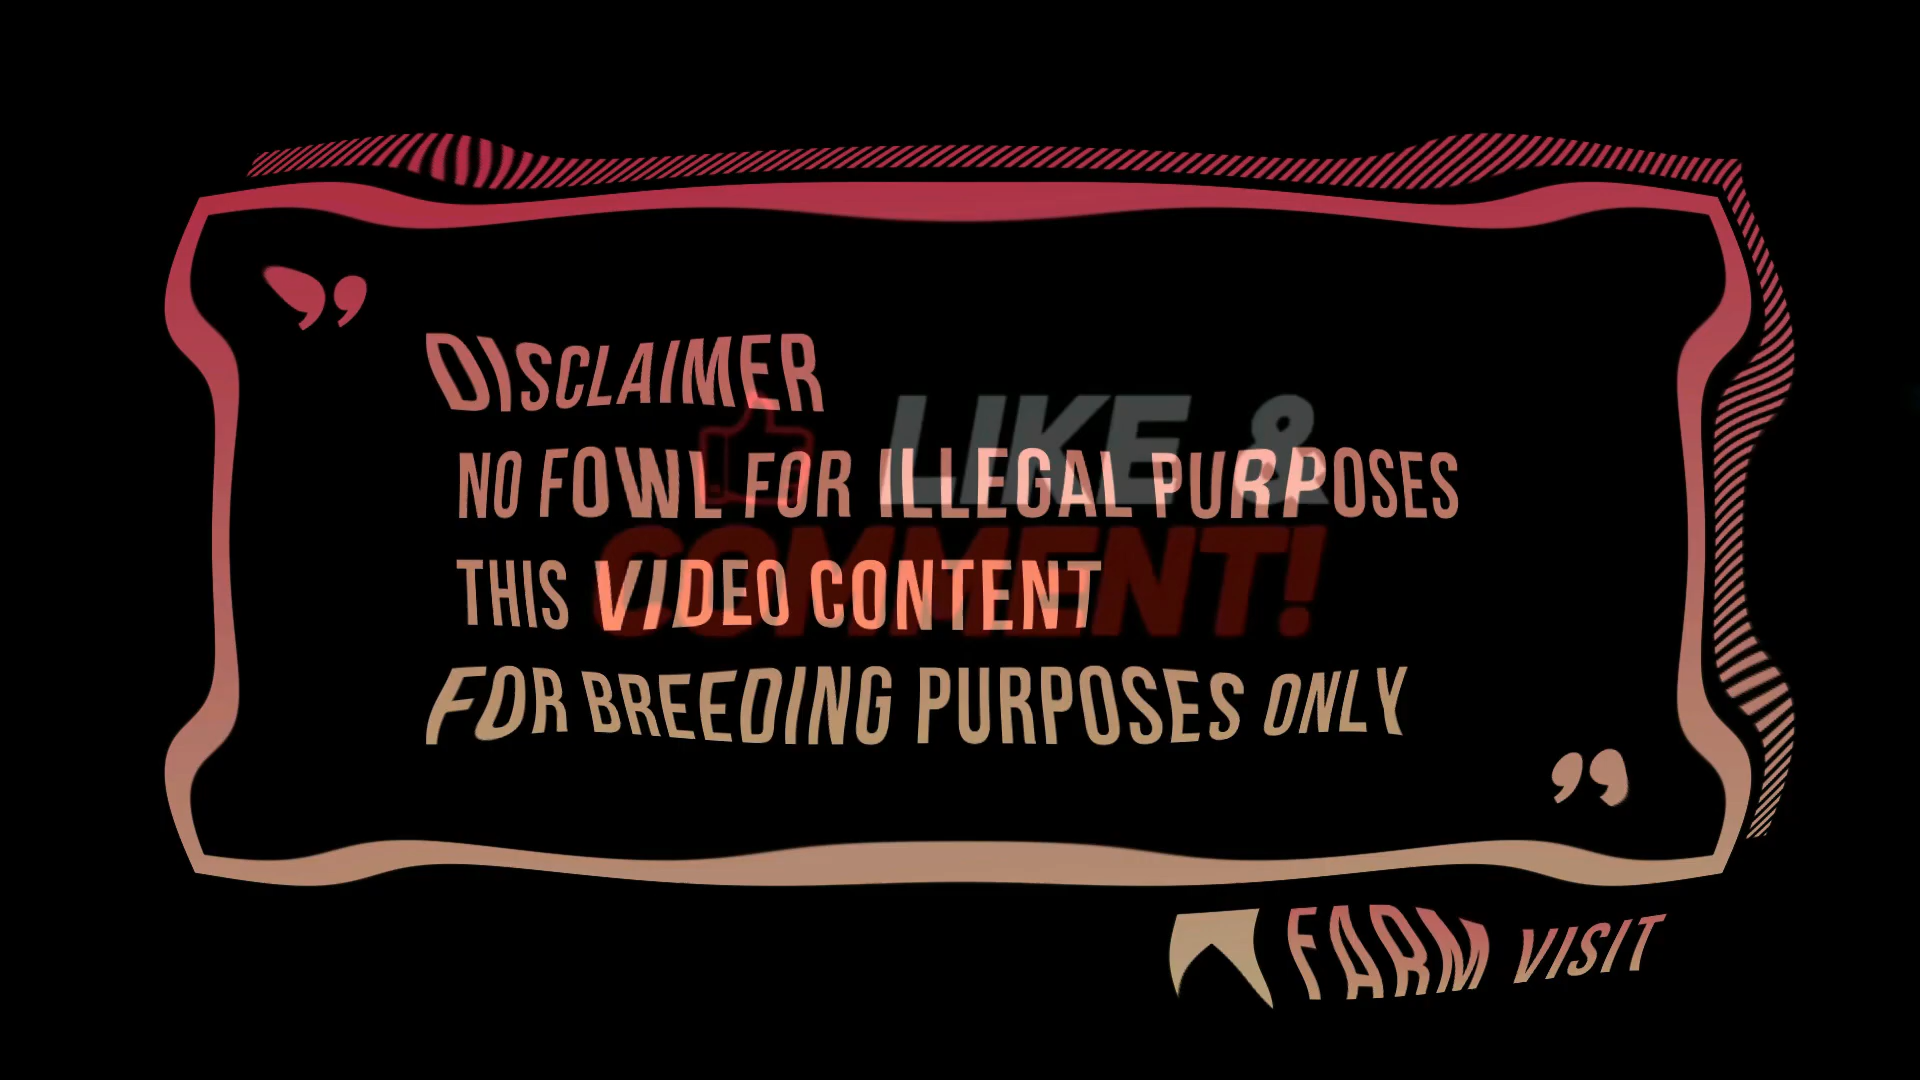 DISCLAIMER
LIKE &
NO FOWL FOR ILLEGAL PURPOSES
COMMENT!
THIS VIDEO CONTENT
FOR BREEDING PURPOSES ONLY
FARM VISIT